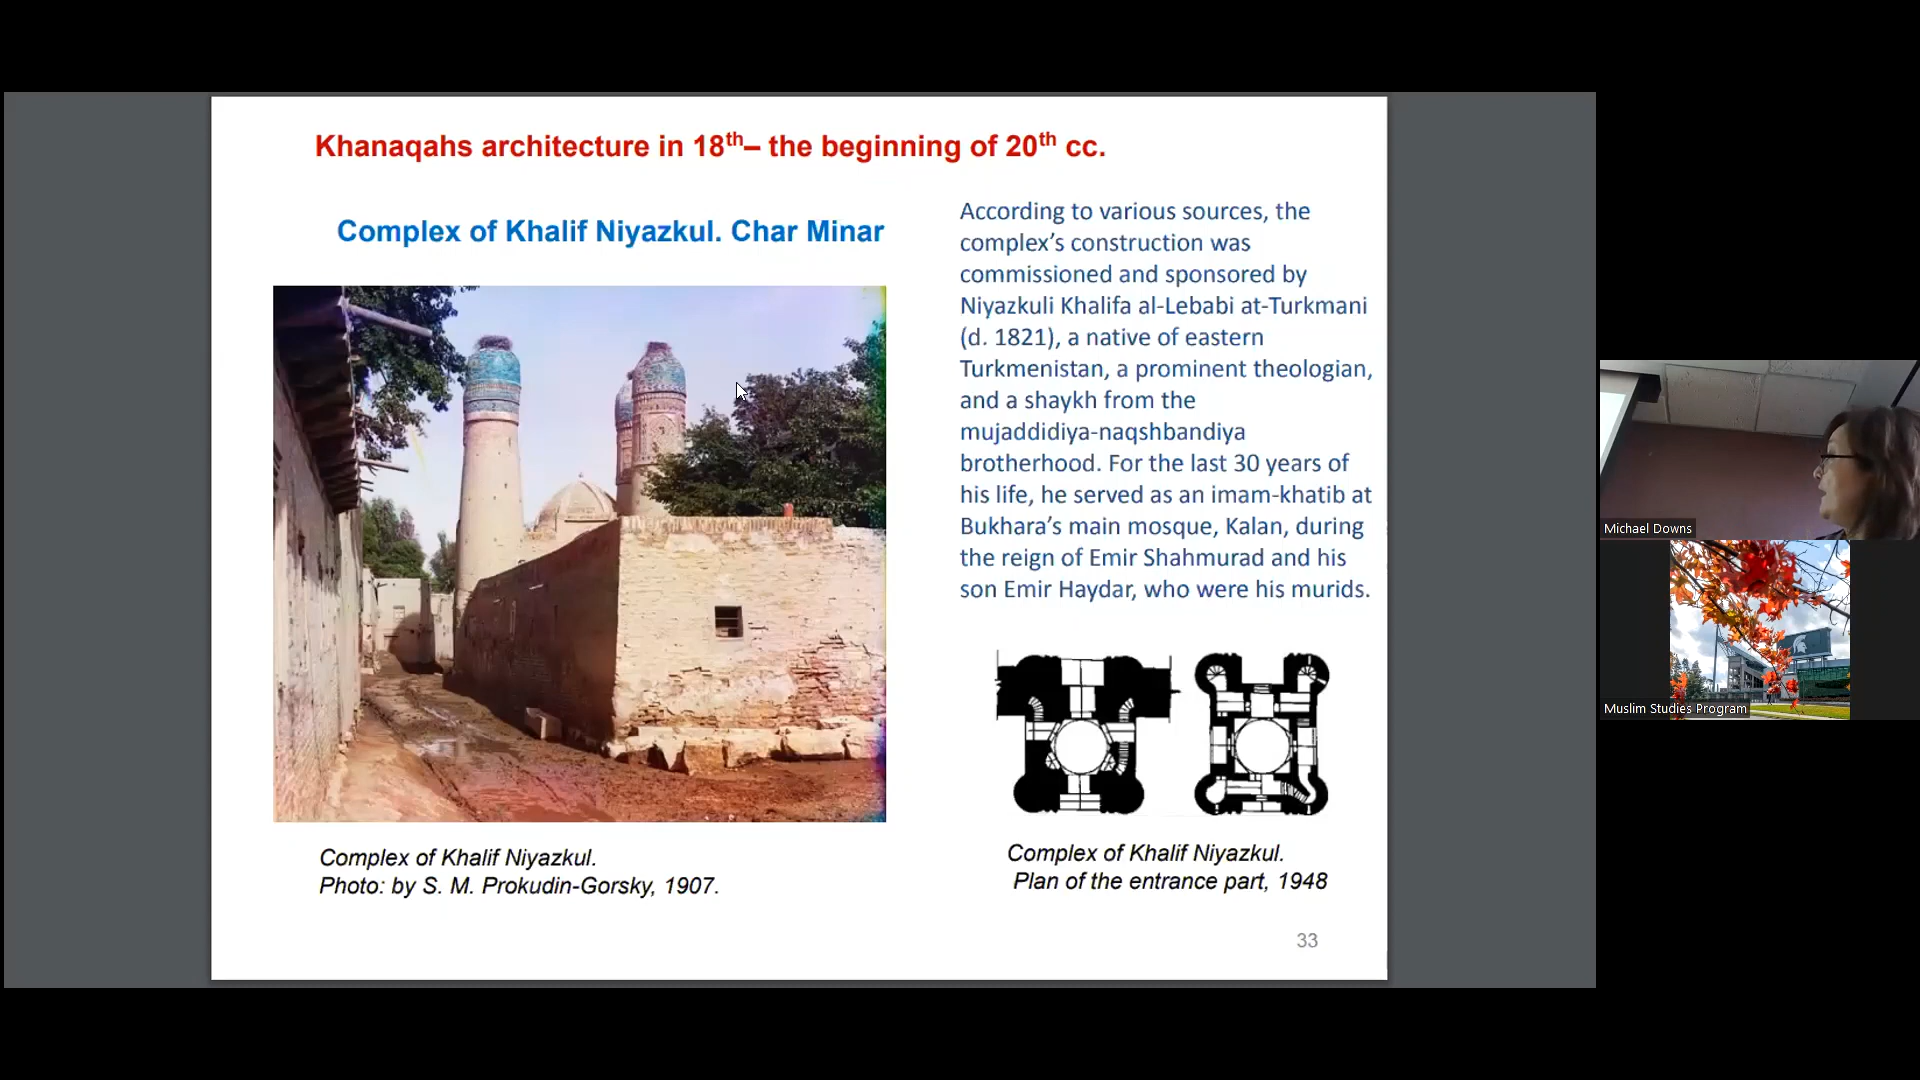 Khanaqahs architecture in 18th– the beginning of 20th cc.
Complex of Khalif Niyazkul. Char Minar
According to various sources, the
complex’s construction was
commissioned and sponsored by
Niyazkuli Khalifa al-Lebabi at-Turkmani
(d. 1821), a native of eastern
Turkmenistan, a prominent theologian,
and a shaykh from the
mujaddidiya-naqshbandiya
brotherhood. For the last 30 years of
his life, he served as an imam-khatib at
Bukhara’s main mosque, Kalan, during
the reign of Emir Shahmurad and his
son Emir Haydar, who were his murids.
Complex of Khalif Niyazkul.
Photo: by S. M. Prokudin-Gorsky, 1907.
Complex of Khalif Niyazkul.
Plan of the entrance part, 1948
33
Michael Downs
Muslim Studies Program